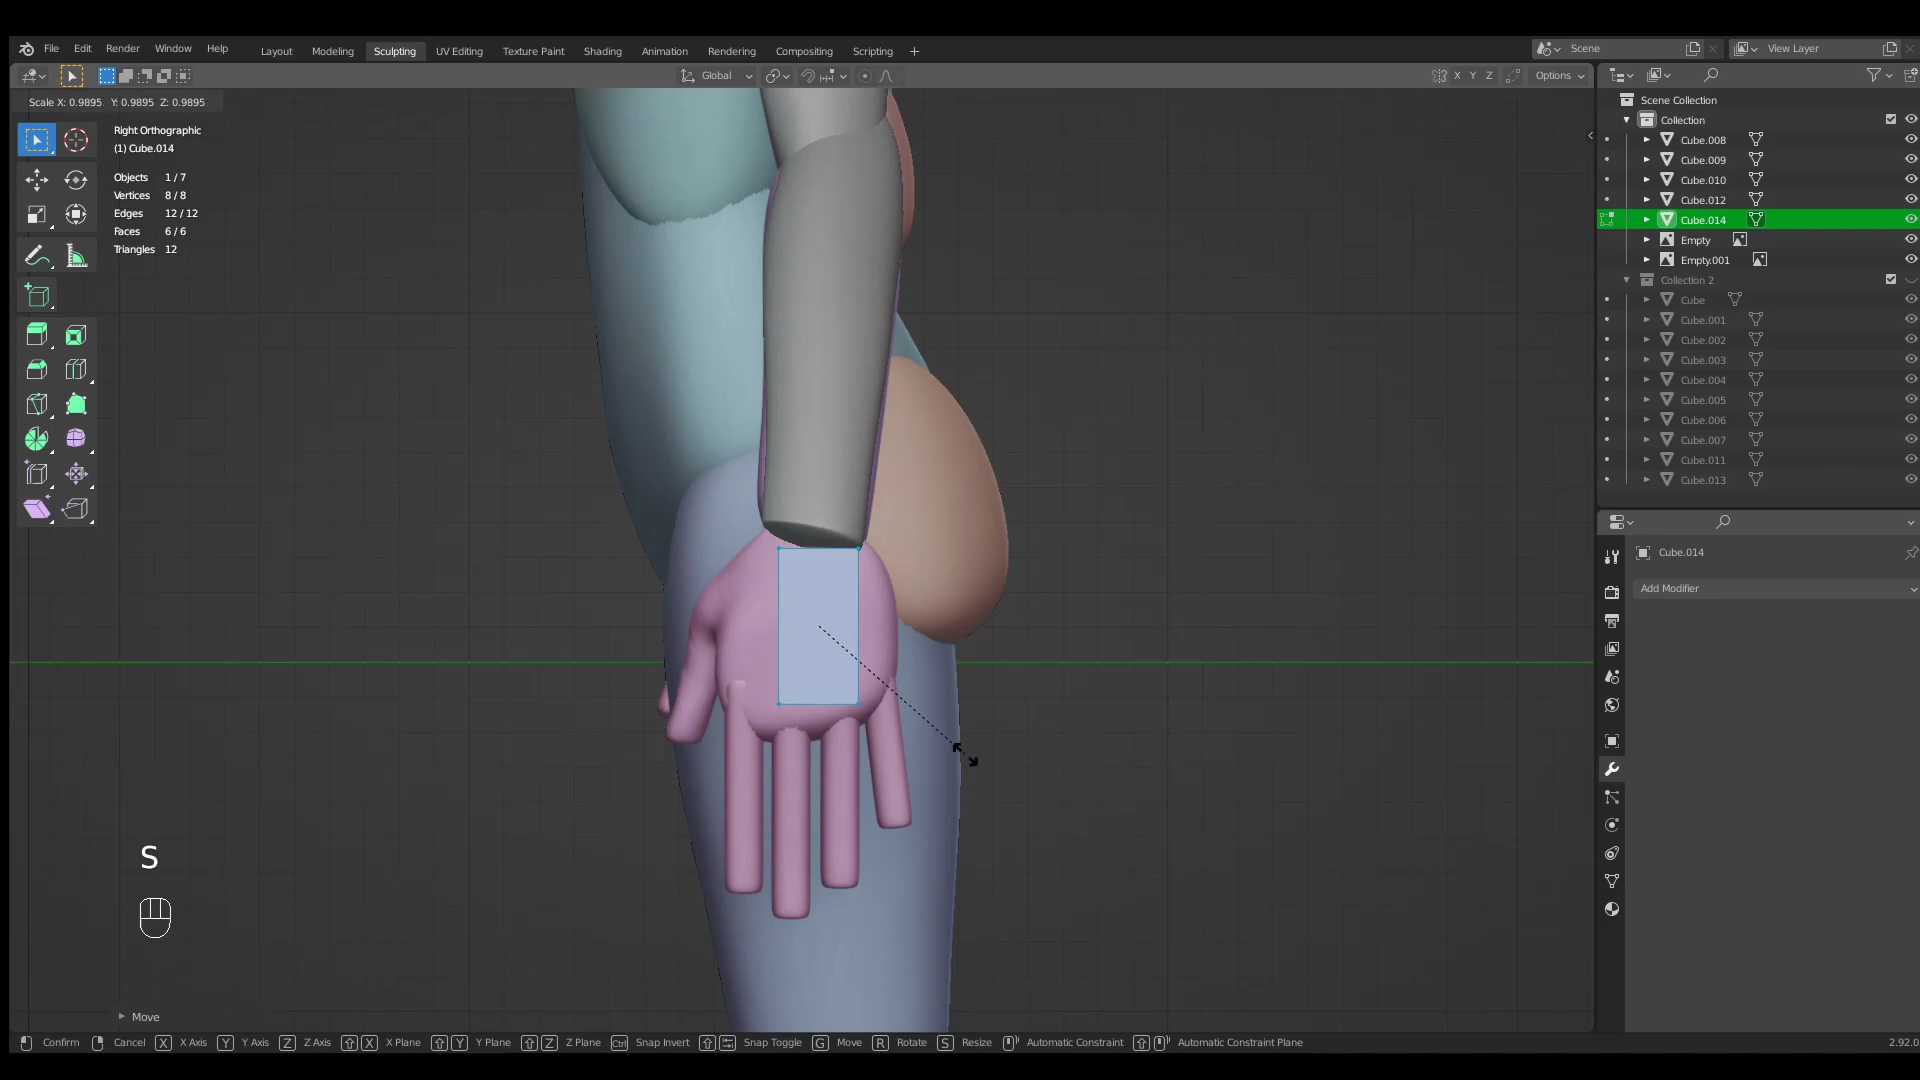 File Edit Render Window Help
Layout Modeling Sculpting UV Editing Texture Paint Shading Animation Rendering Compositing Scripting +
Scene
View Layer
Global
X Y Z
Options
Scale X: 0.9895 Y: 0.9895 Z: 0.9895
Right Orthographic
(1) Cube.014
Objects 1 / 7
Vertices 8 / 8
Edges 12 / 12
Faces 6 / 6
Triangles 12
Scene Collection
Collection
Cube.008
Cube.009
Cube.010
Cube.012
Cube.014
Empty
Empty.001
Collection 2
Cube
Cube.001
Cube.002
Cube.003
Cube.004
Cube.005
Cube.006
Cube.007
Cube.011
Cube.013
Cube.014
Add Modifier
S
Move
Confirm Cancel X X Axis Y Y Axis Z Z Axis X X Plane Y Y Plane Z Z Plane Ctrl Snap Invert Snap Toggle G Move R Rotate S Resize Automatic Constraint Automatic Constraint Plane
2.92.0